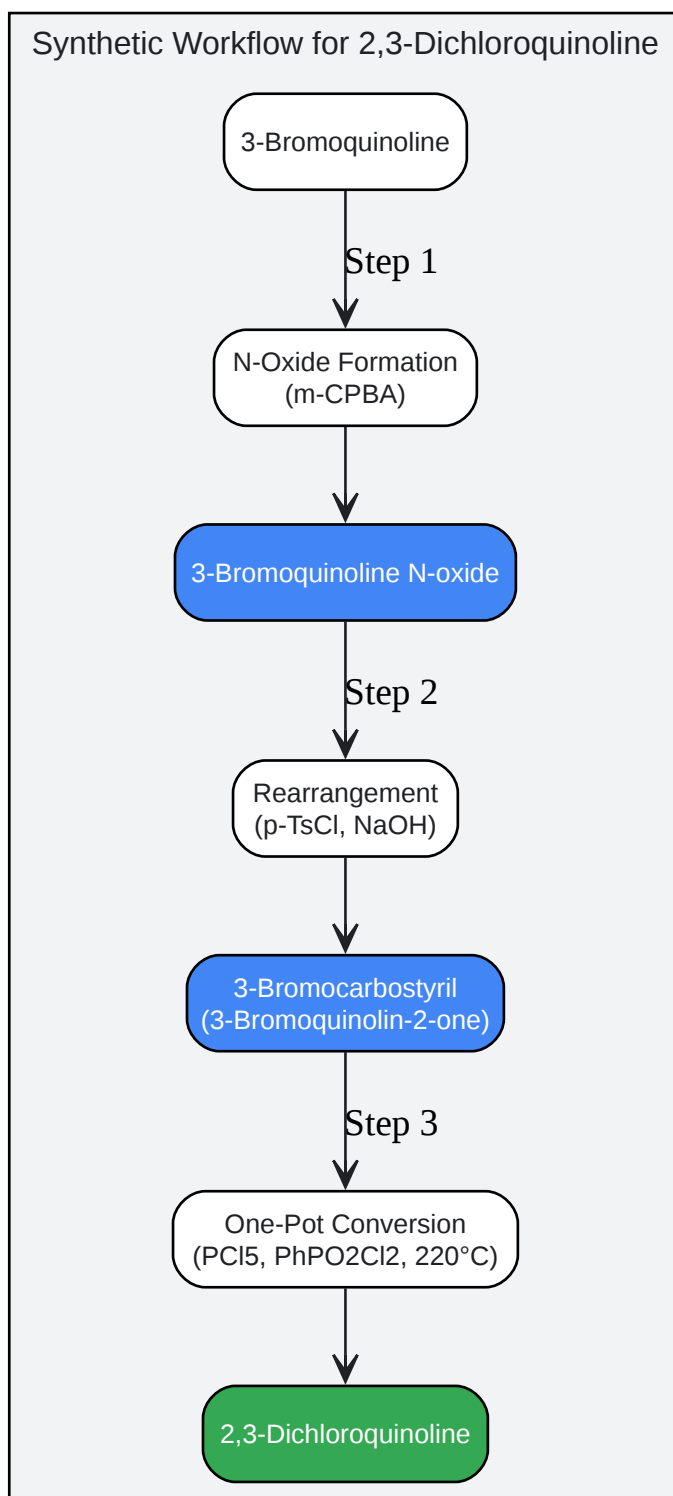 Synthetic Workflow for 2,3-Dichloroquinoline
3-Bromoquinoline
Step 1
N-Oxide Formation
(m-CPBA)
3-Bromoquinoline N-oxide
Step 2
Rearrangement
(p-TsCl, NaOH)
3-Bromocarbostyril
(3-Bromoquinolin-2-one)
Step 3
One-Pot Conversion
(PCl5, PhPO2Cl2, 220°C)
2,3-Dichloroquinoline